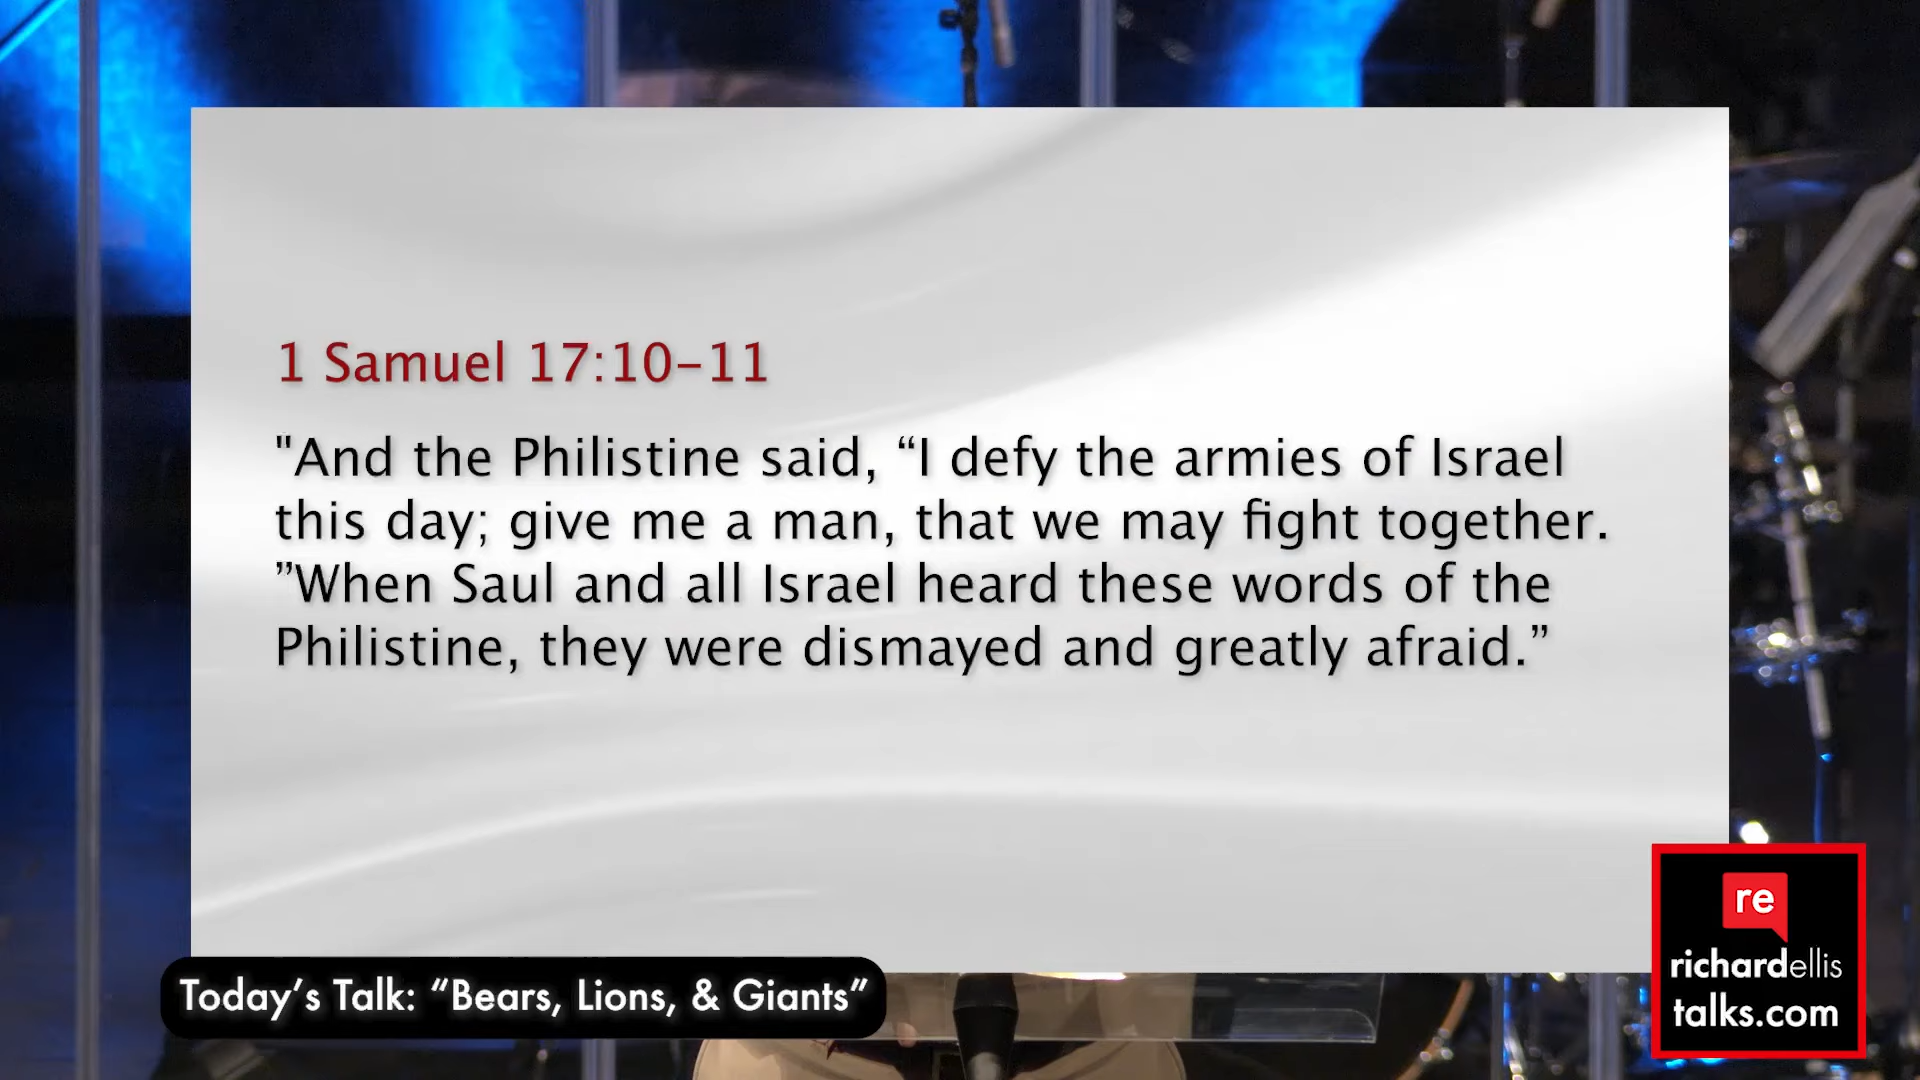 1 Samuel 17:10-11
"And the Philistine said, “I defy the armies of Israel
this day; give me a man, that we may fight together.
”When Saul and all Israel heard these words of the
Philistine, they were dismayed and greatly afraid.”
Today’s Talk: “Bears, Lions, & Giants”
re
richardellis
talks.com